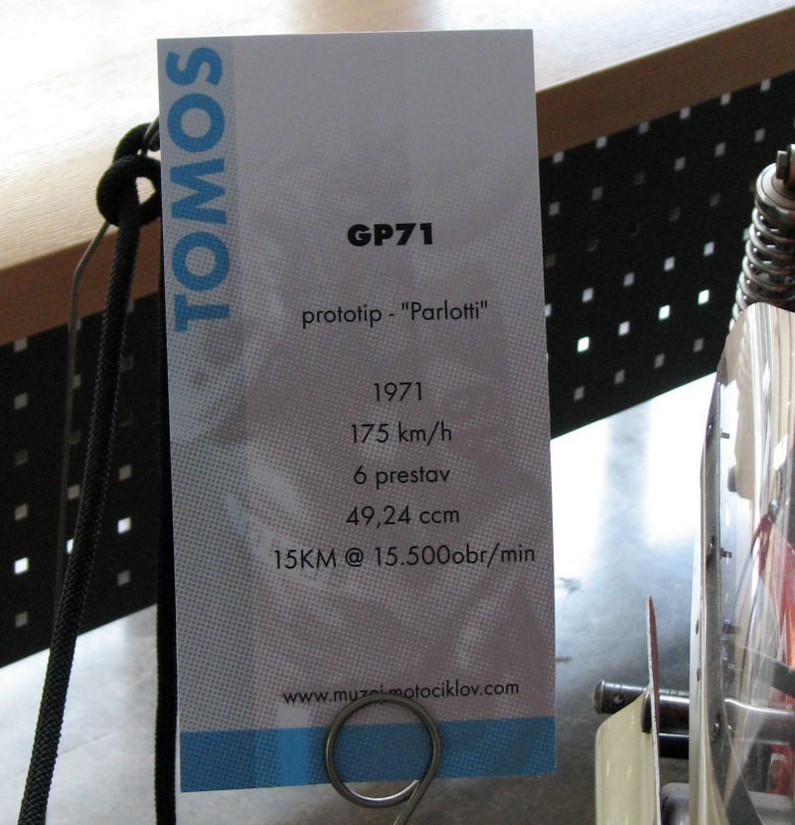 TOMOS
GP71
prototip - "Parlotti"
1971
175 km/h
6 prestav
49,24 ccm
15KM @ 15.500obr/min
www.muzej-motociklov.com